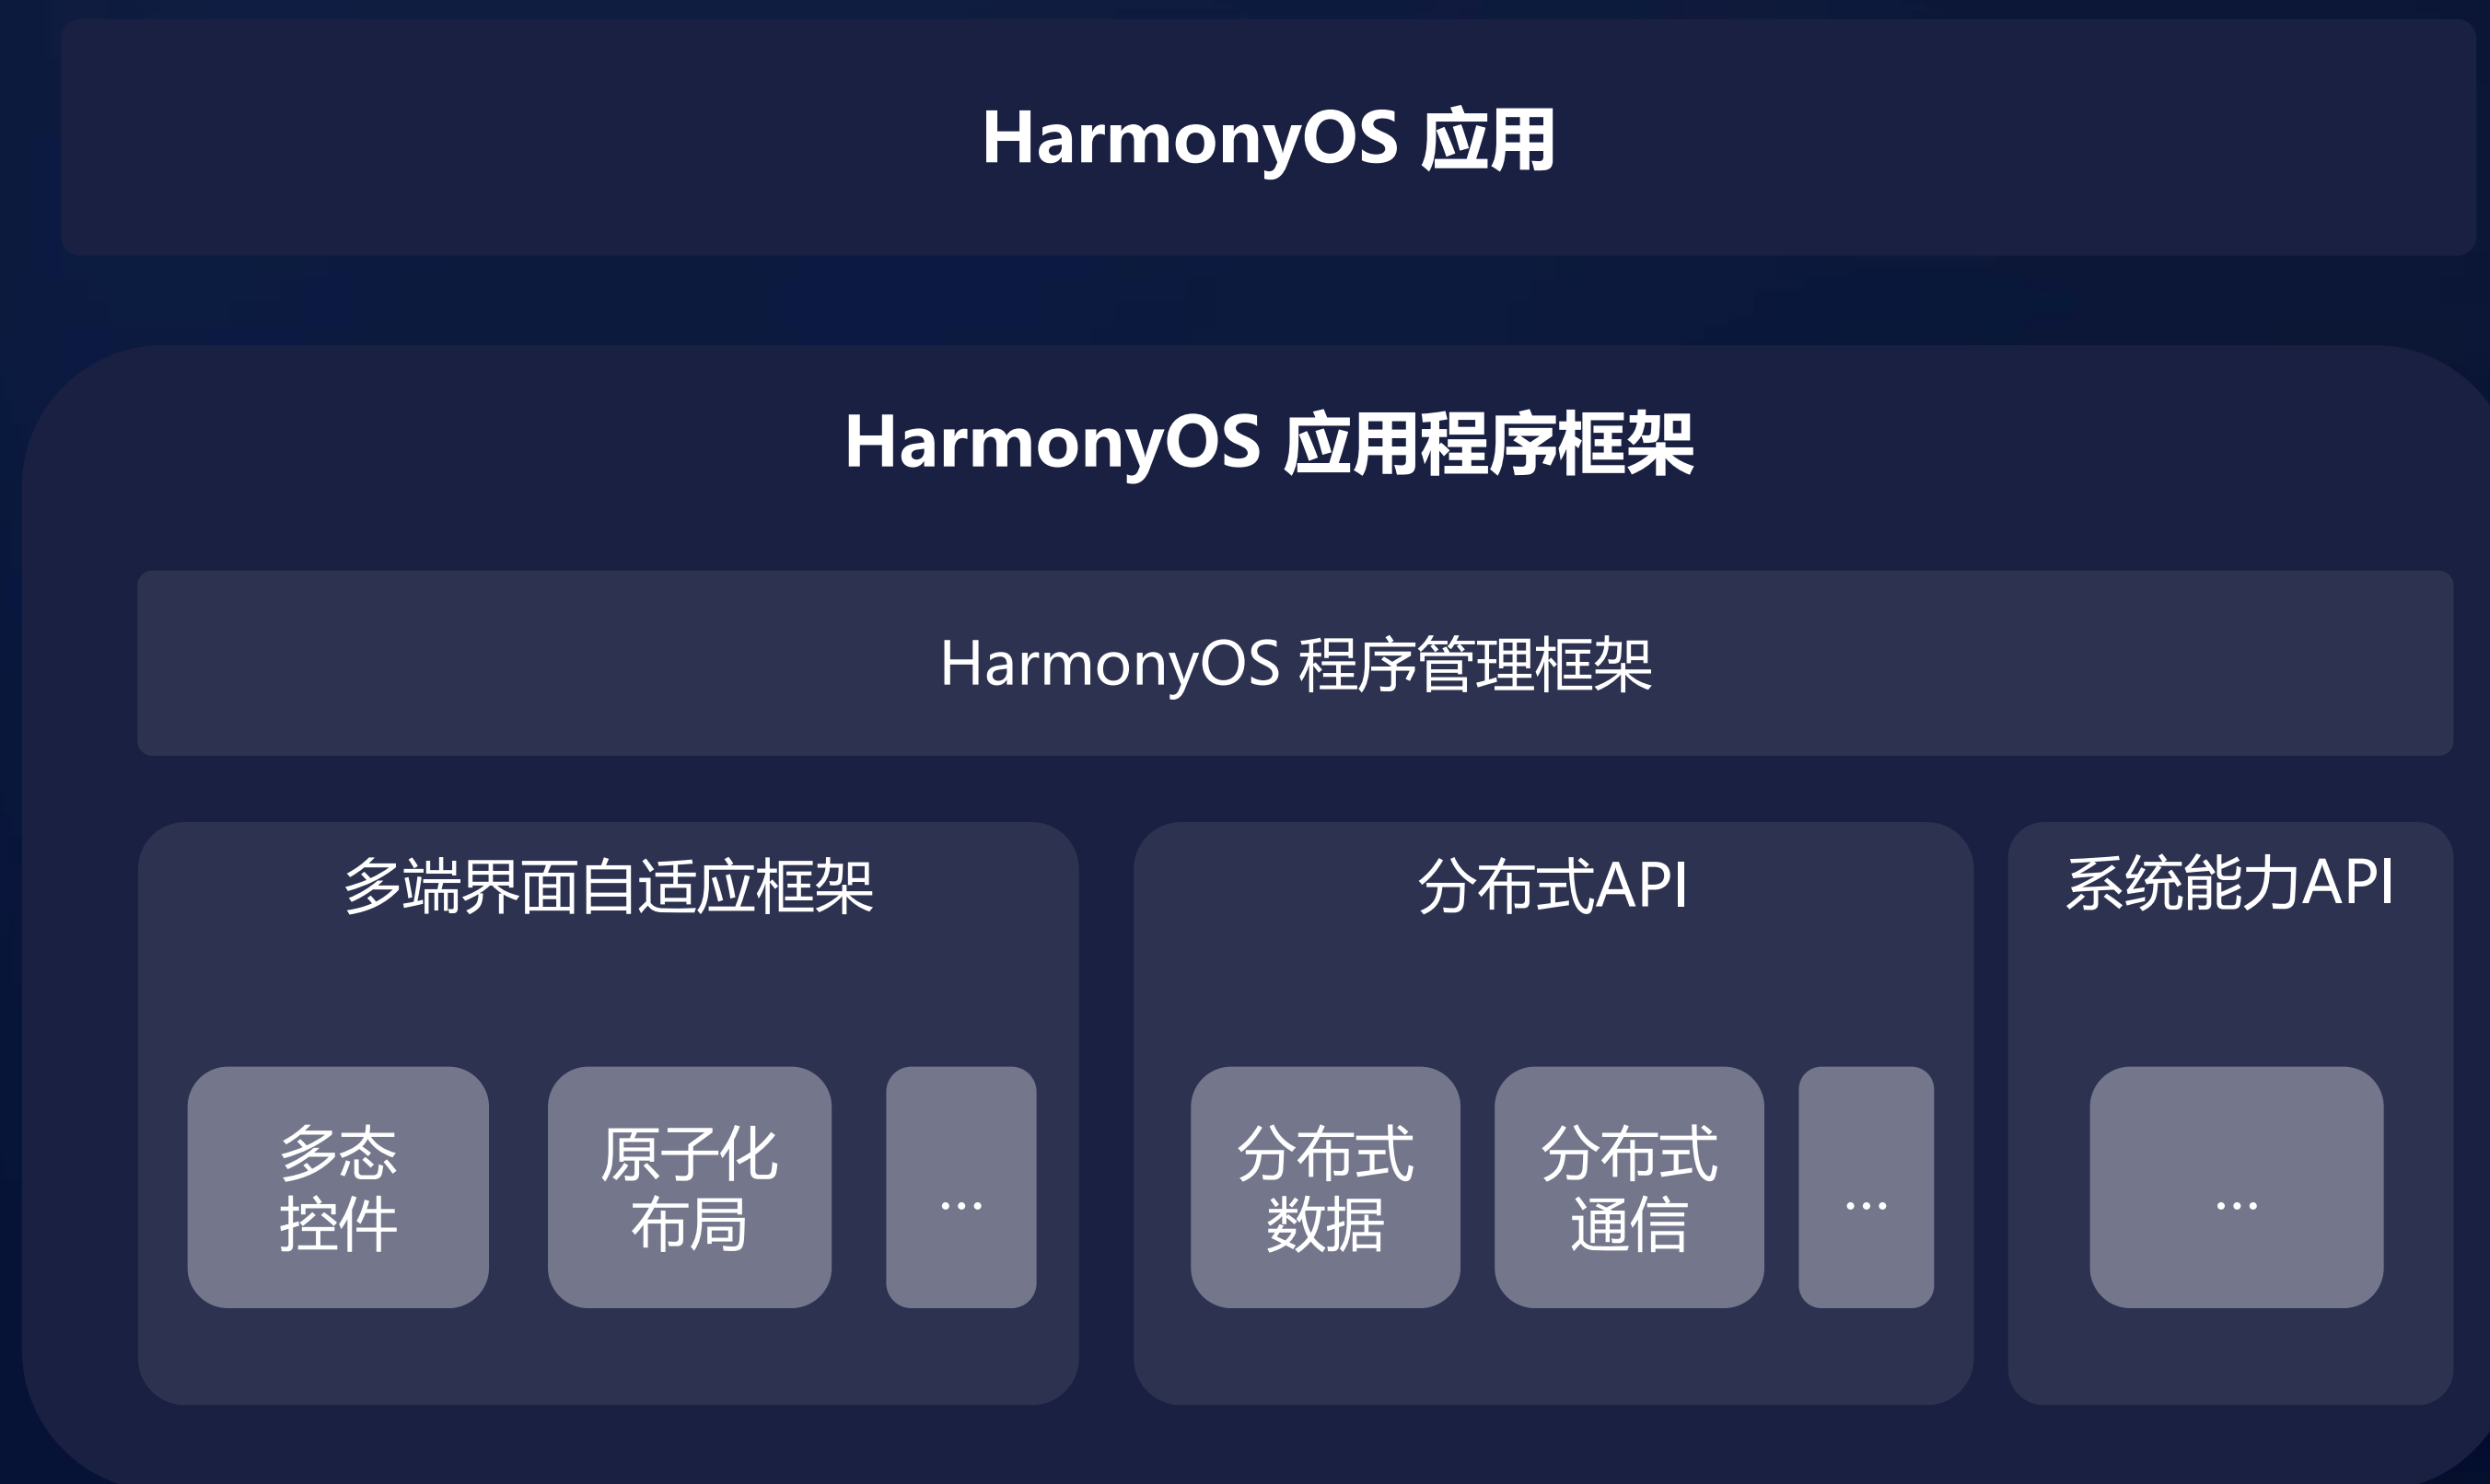 HarmonyOS 应用
HarmonyOS 应用程序框架
HarmonyOS 程序管理框架
多端界面自适应框架
多态
控件
原子化
布局
...
分布式API
分布式
数据
分布式
通信
...
系统能力API
...